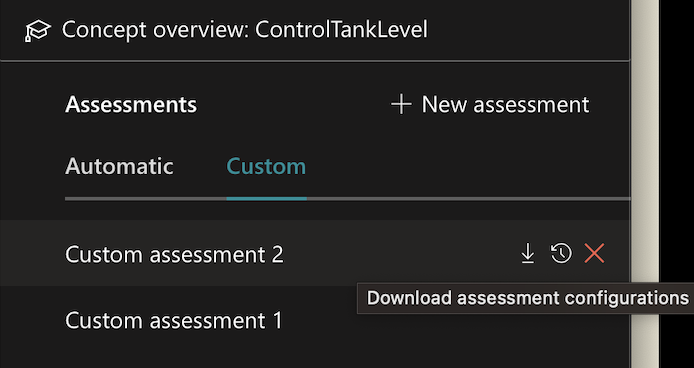 Concept overview: ControlTankLevel
Assessments
New assessment
Automatic
Custom
Custom assessment 2
Download assessment configurations
Custom assessment 1